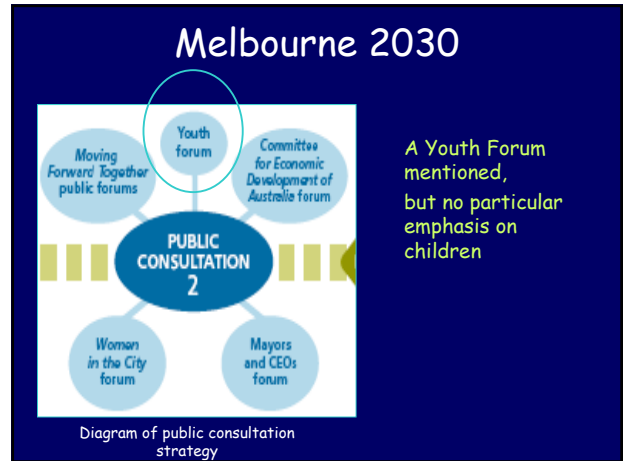 Melbourne 2030
Youth
forum
Moving
Forward Together
public forums
Committee
for Economic
Development of
Australia forum
PUBLIC
CONSULTATION
2
Women
in the City
forum
Mayors
and CEOs
forum
A Youth Forum
mentioned,
but no particular
emphasis on
children
Diagram of public consultation
strategy